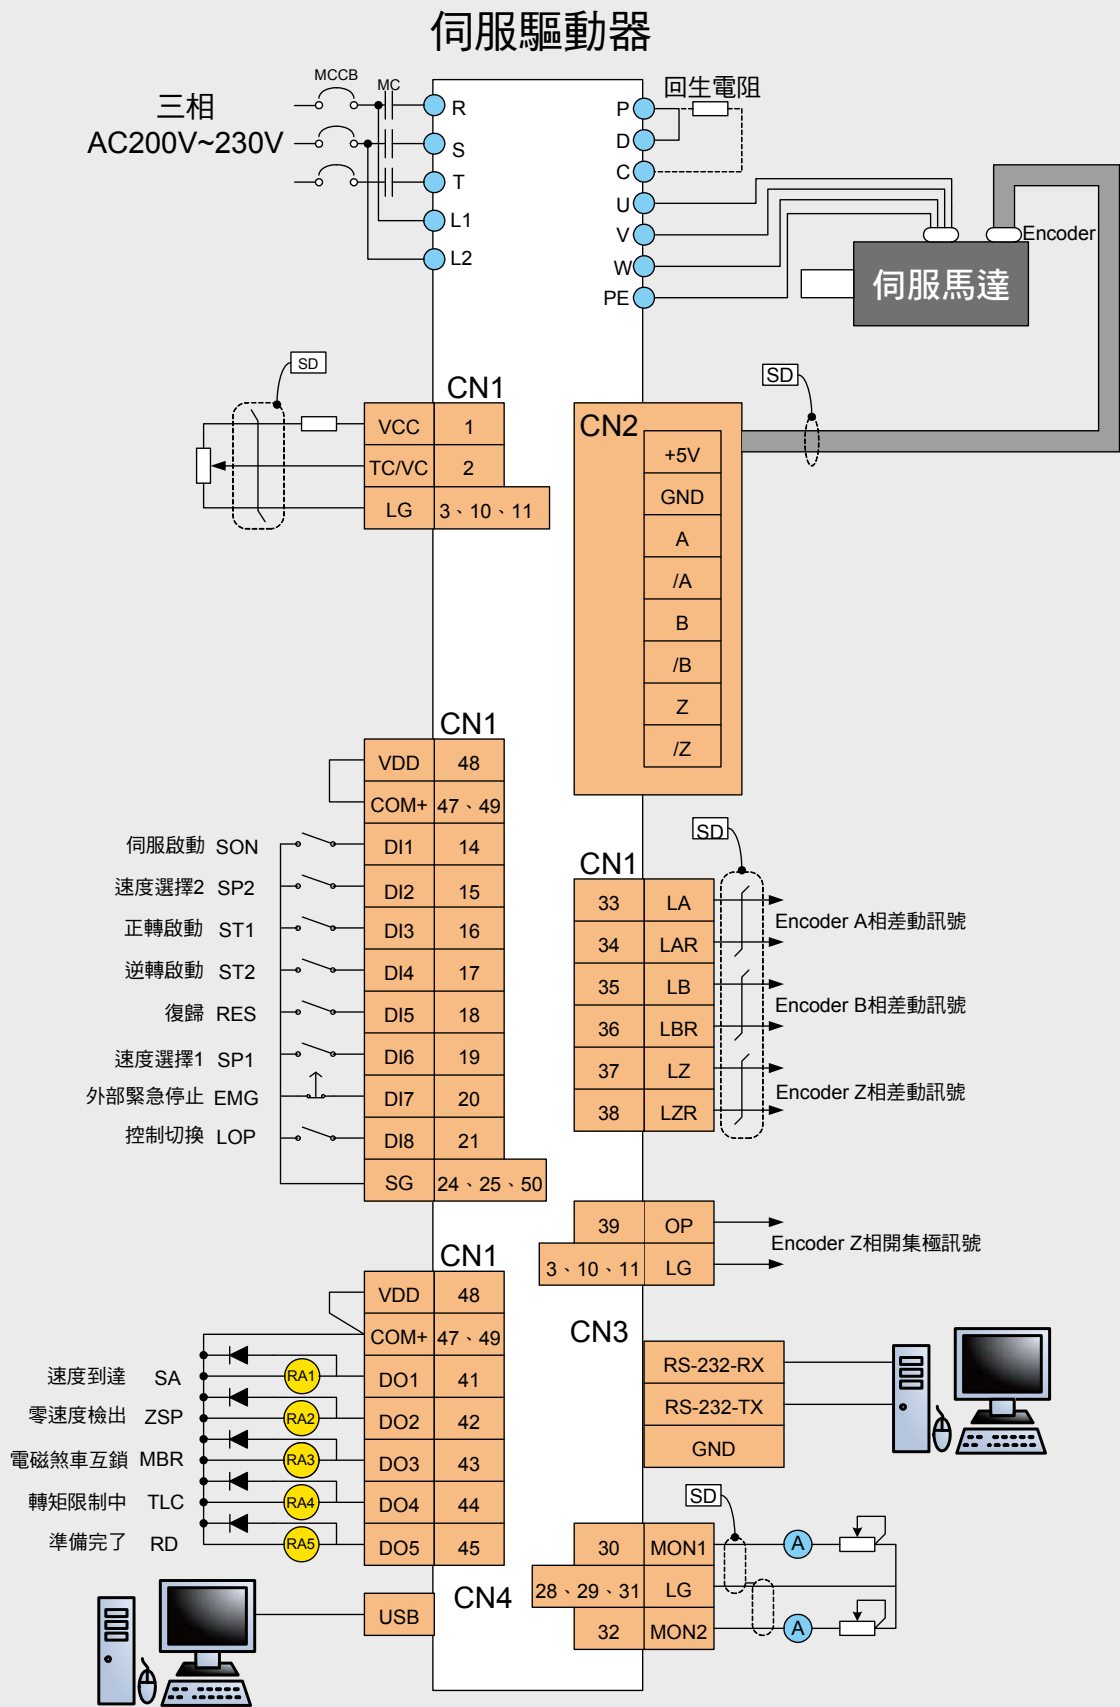 伺服驅動器
三相
AC200V~230V
MCCB
MC
R
S
T
L1
L2
回生電阻
P
D
C
U
V
W
PE
Encoder
伺服馬達
SD
CN1
VCC 1
TC/VC 2
LG 3、10、11
SD
CN2
+5V
GND
A
/A
B
/B
Z
/Z
CN1
VDD 48
COM+ 47、49
伺服啟動 SON DI1 14
速度選擇2 SP2 DI2 15
正轉啟動 ST1 DI3 16
逆轉啟動 ST2 DI4 17
復歸 RES DI5 18
速度選擇1 SP1 DI6 19
外部緊急停止 EMG DI7 20
控制切換 LOP DI8 21
SG 24、25、50
SD
CN1
33 LA
34 LAR
Encoder A相差動訊號
35 LB
36 LBR
Encoder B相差動訊號
37 LZ
38 LZR
Encoder Z相差動訊號
39 OP
3、10、11 LG
Encoder Z相開集極訊號
CN1
VDD 48
COM+ 47、49
速度到達 SA RA1 DO1 41
零速度檢出 ZSP RA2 DO2 42
電磁煞車互鎖 MBR RA3 DO3 43
轉矩限制中 TLC RA4 DO4 44
準備完了 RD RA5 DO5 45
CN3
RS-232-RX
RS-232-TX
GND
SD
30 MON1 A
28、29、31 LG
32 MON2 A
CN4
USB